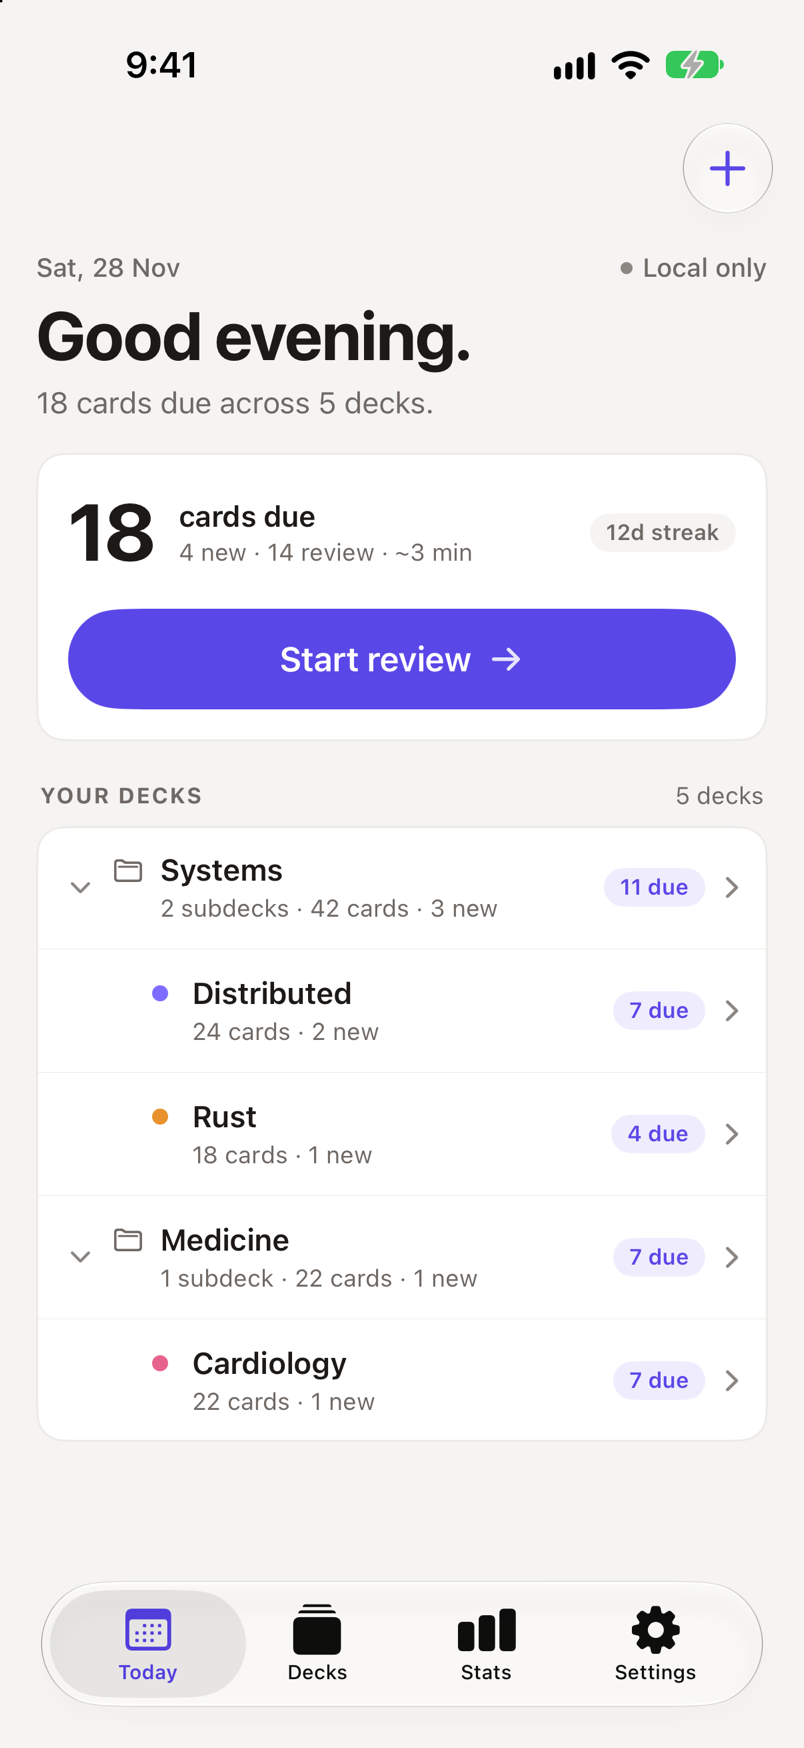 9:41
Sat, 28 Nov
Local only
Good evening.
18 cards due across 5 decks.
18
cards due
4 new · 14 review · ~3 min
12d streak
Start review →
YOUR DECKS
5 decks
Systems
2 subdecks · 42 cards · 3 new
11 due
Distributed
24 cards · 2 new
7 due
Rust
18 cards · 1 new
4 due
Medicine
1 subdeck · 22 cards · 1 new
7 due
Cardiology
22 cards · 1 new
7 due
Today
Decks
Stats
Settings